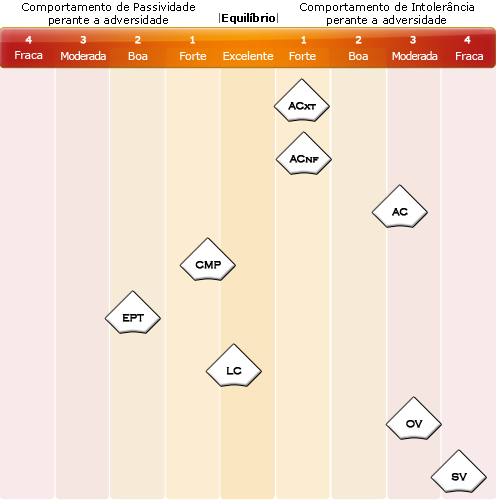 Comportamento de Passividade
perante a adversidade
|Equilíbrio|
Comportamento de Intolerância
perante a adversidade
4 3 2 1 1 2 3 4
Fraca Moderada Boa Forte Excelente Forte Boa Moderada Fraca
ACXT
ACNF
AC
CMP
EPT
LC
OV
SV